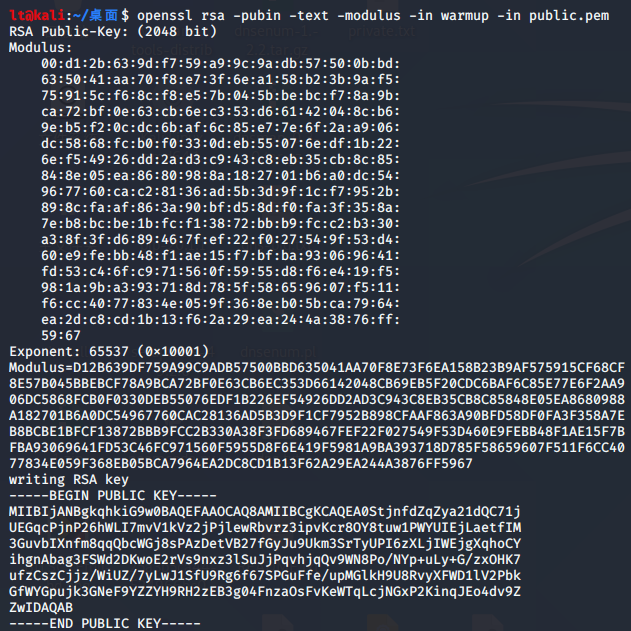 lt@kali:~/桌面$ openssl rsa -pubin -text -modulus -in warmup -in public.pem
RSA Public-Key: (2048 bit)
Modulus:
00:d1:2b:63:9d:f7:59:a9:9c:9a:db:57:50:0b:bd:
63:50:41:aa:70:f8:e7:3f:6e:a1:58:b2:3b:9a:f5:
75:91:5c:f6:8c:f8:e5:7b:04:5b:be:bc:f7:8a:9b:
ca:72:bf:0e:63:cb:6e:c3:53:d6:61:42:04:8c:b6:
9e:b5:f2:0c:dc:6b:af:6c:85:e7:7e:6f:2a:a9:06:
dc:58:68:fc:b0:f0:33:0d:eb:55:07:6e:df:1b:22:
6e:f5:49:26:dd:2a:d3:c9:43:c8:eb:35:cb:8c:85:
84:8e:05:ea:86:80:98:8a:18:27:01:b6:a0:dc:54:
96:77:60:ca:c2:81:36:ad:5b:3d:9f:1c:f7:95:2b:
89:8c:fa:af:86:3a:90:bf:d5:8d:f0:fa:3f:35:8a:
7e:b8:bc:be:1b:fc:f1:38:72:bb:b9:fc:c2:b3:30:
a3:8f:3f:d6:89:46:7f:ef:22:f0:27:54:9f:53:d4:
60:e9:fe:bb:48:f1:ae:15:f7:bf:ba:93:06:96:41:
fd:53:c4:6f:c9:71:56:0f:59:55:d8:f6:e4:19:f5:
98:1a:9b:a3:93:71:8d:78:5f:58:65:96:07:f5:11:
f6:cc:40:77:83:4e:05:9f:36:8e:b0:5b:ca:79:64:
ea:2d:c8:cd:1b:13:f6:2a:29:ea:24:4a:38:76:ff:
59:67
Exponent: 65537 (0×10001)
Modulus=D12B639DF759A99C9ADB57500BBD635041AA70F8E73F6EA158B23B9AF575915CF68CF
8E57B045BBEBCF78A9BCA72BF0E63CB6EC353D66142048CB69EB5F20CDC6BAF6C85E77E6F2AA9
06DC5868FCB0F0330DEB55076EDF1B226EF54926DD2AD3C943C8EB35CB8C85848E05EA8680988
A182701B6A0DC54967760CAC28136AD5B3D9F1CF7952B898CFAAF863A90BFD58DF0FA3F358A7E
B8BCBE1BFCF13872BBB9FCC2B330A38F3FD689467FEF22F027549F53D460E9FEBB48F1AE15F7B
FBA93069641FD53C46FC971560F5955D8F6E419F5981A9BA393718D785F58659607F511F6CC40
77834E059F368EB05BCA7964EA2DC8CD1B13F62A29EA244A3876FF5967
writing RSA key
-----BEGIN PUBLIC KEY-----
MIIBIjANBgkqhkiG9w0BAQEFAAOCAQ8AMIIBCgKCAQEA0StjnfdZqZya21dQC71j
UEGqcPjnP26hWLI7mvV1kVz2jPjlewRbvrz3ipvKcr8OY8tuw1PWYUIEjLaetfIM
3GuvbIXnfm8qqQbcWGj8sPAzDetVB27fGyJu9Ukm3SrTyUPI6zXLjIWEjgXqhoCY
ihgnAbag3FSWd2DKwoE2rVs9nxz3lSuJjPqvhjqQv9WN8Po/NYp+uLy+G/zxOHK7
ufzCszCjjz/WiUZ/7yLwJ1SfU9Rg6f67SPGuFfe/upMGlkH9U8RvyXFWD1lV2Pbk
GfWYGpujk3GNeF9YZZYH9RH2zEB3g04FnzaOsFvKeWTqLcjNGxP2KinqJEo4dv9Z
ZwIDAQAB
-----END PUBLIC KEY-----